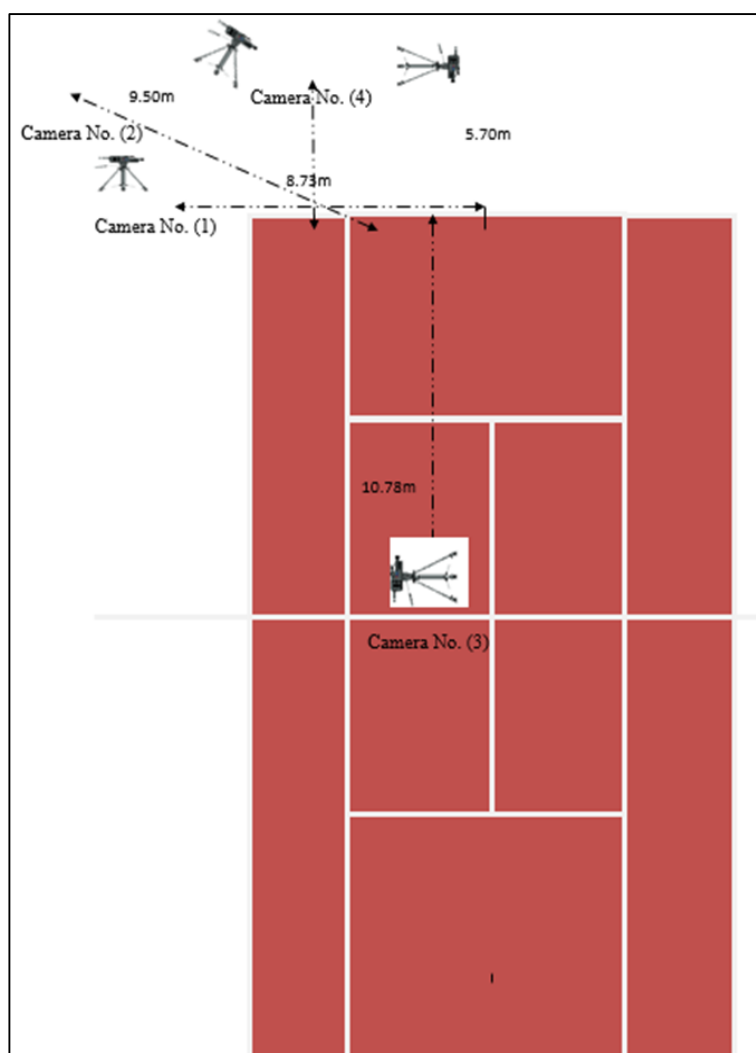 9.50m
Camera No. (4)
Camera No. (2)
5.70m
8.73m
Camera No. (1)
10.78m
Camera No. (3)